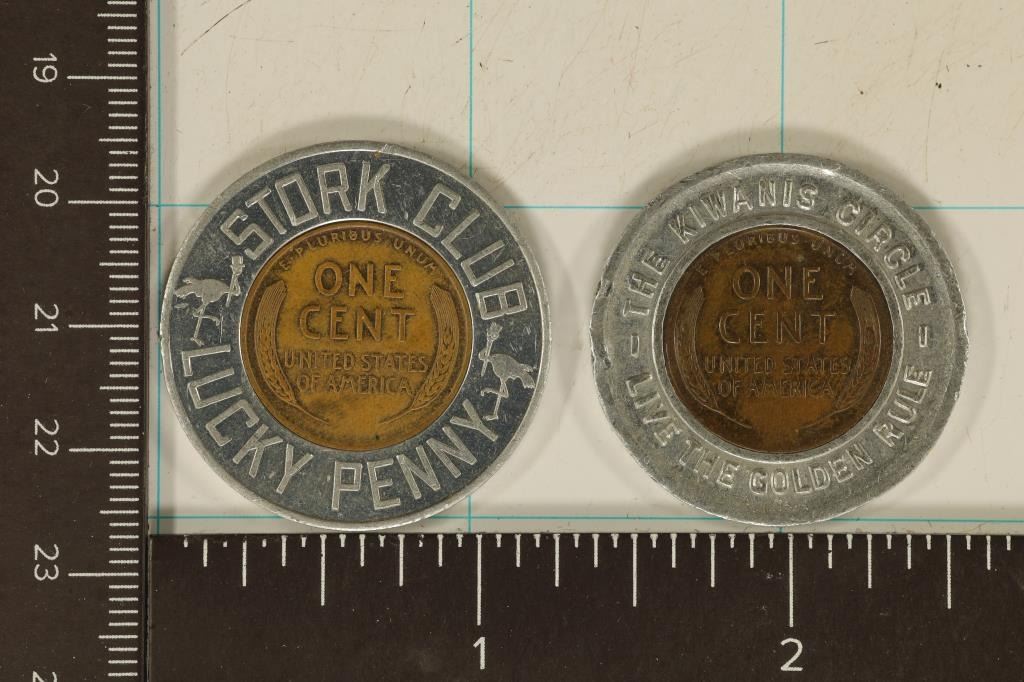 STORK CLUB
LUCKY PENNY
E·PLURIBUS·UNUM
ONE
CENT
UNITED STATES
OF AMERICA
THE KIWANIS CIRCLE
LIVE THE GOLDEN RULE
E·PLURIBUS·UNUM
ONE
CENT
UNITED STATES
OF AMERICA
19
20
21
22
23
1
2